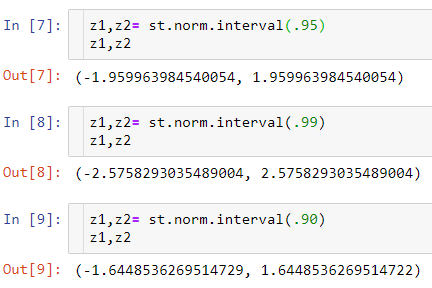 In [7]: z1,z2= st.norm.interval(.95)
z1,z2
Out[7]: (-1.959963984540054, 1.959963984540054)
In [8]: z1,z2= st.norm.interval(.99)
z1,z2
Out[8]: (-2.5758293035489004, 2.5758293035489004)
In [9]: z1,z2= st.norm.interval(.90)
z1,z2
Out[9]: (-1.6448536269514729, 1.6448536269514722)